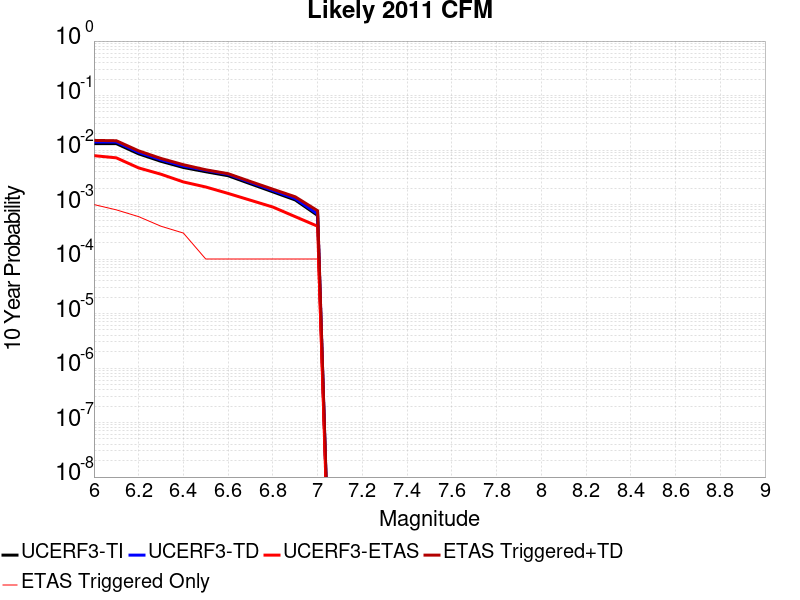 Likely 2011 CFM
10 0
10 -1
10 -2
10 -3
10 -4
10 -5
10 -6
10 -7
10 -8
10 Year Probability
6 6.2 6.4 6.6 6.8 7 7.2 7.4 7.6 7.8 8 8.2 8.4 8.6 8.8 9
Magnitude
UCERF3-TI UCERF3-TD UCERF3-ETAS ETAS Triggered+TD
ETAS Triggered Only